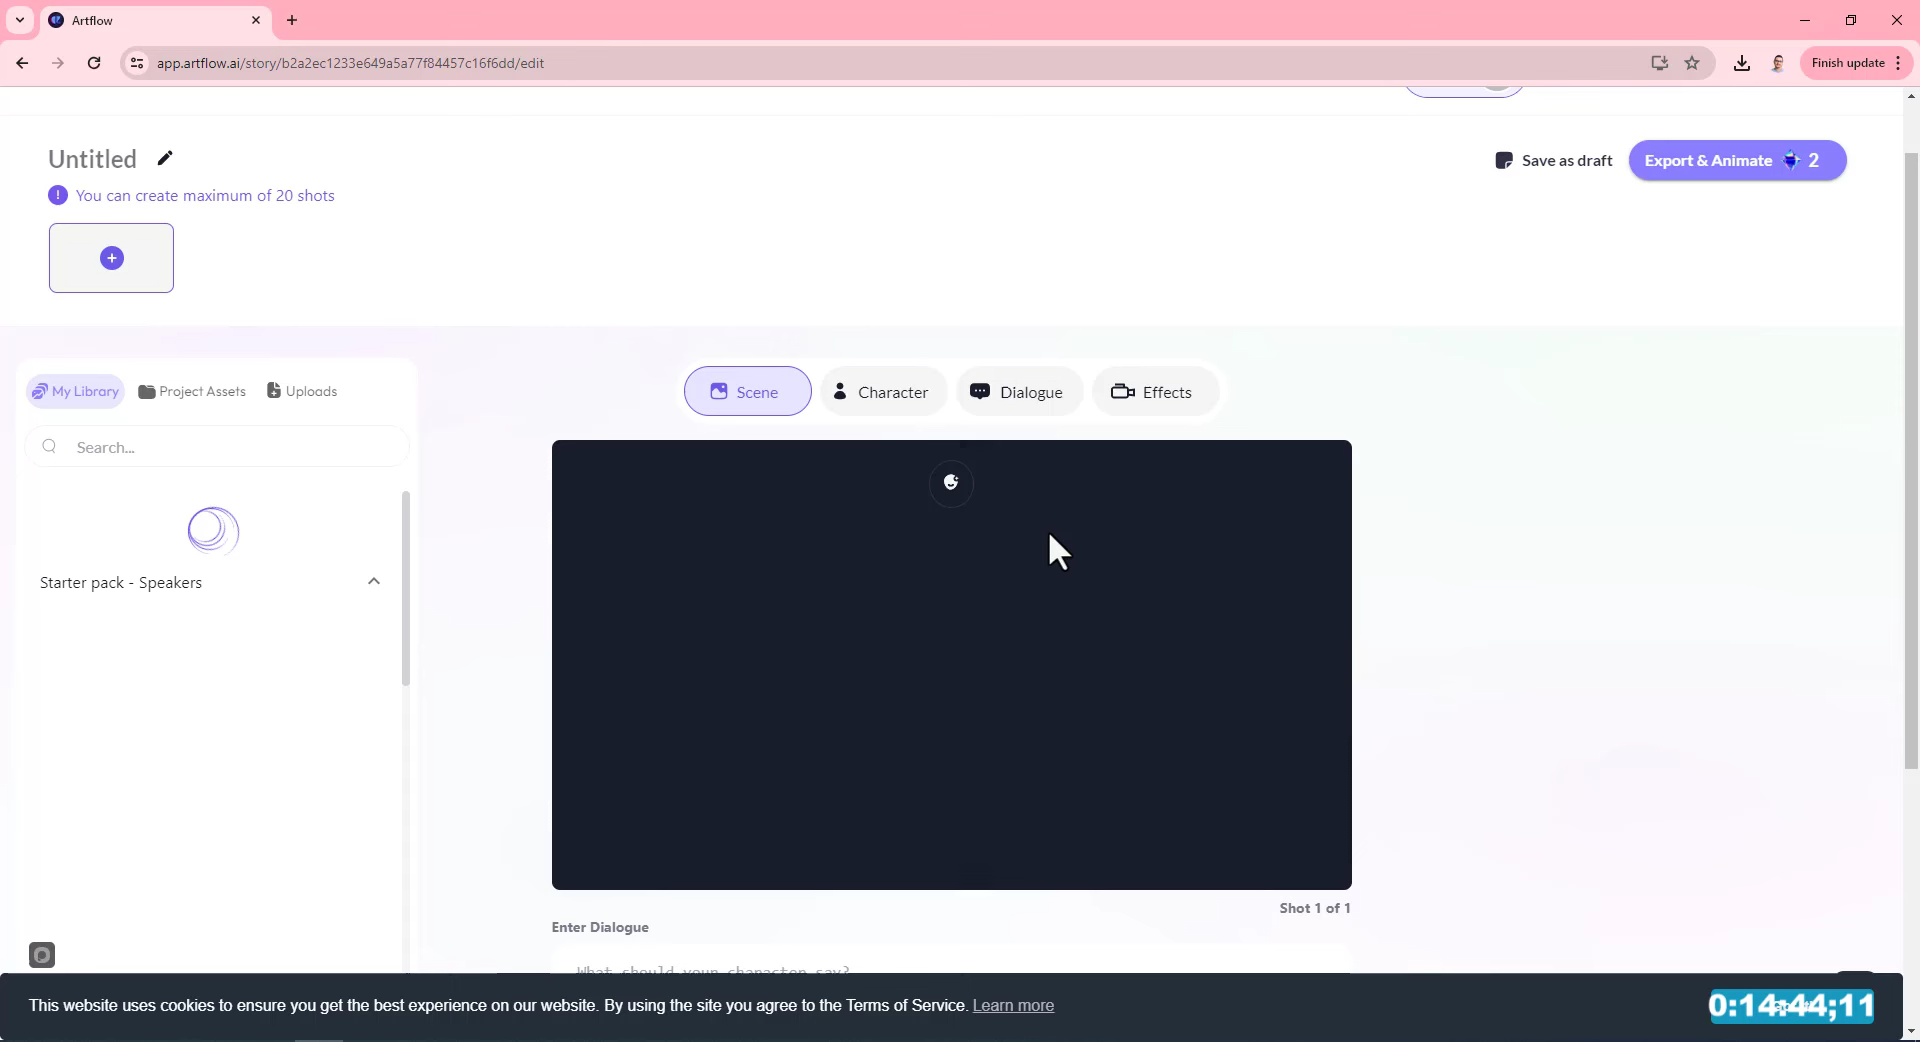 Artflow
app.artflow.ai/story/b2a2ec1233e649a5a77f84457c16f6dd/edit
Finish update
Untitled
Save as draft
Export & Animate 2
You can create maximum of 20 shots
My Library
Project Assets
Uploads
Scene
Character
Dialogue
Effects
Search...
Starter pack - Speakers
Shot 1 of 1
Enter Dialogue
What should your character say?
This website uses cookies to ensure you get the best experience on our website. By using the site you agree to the Terms of Service. Learn more
0:14:44;11